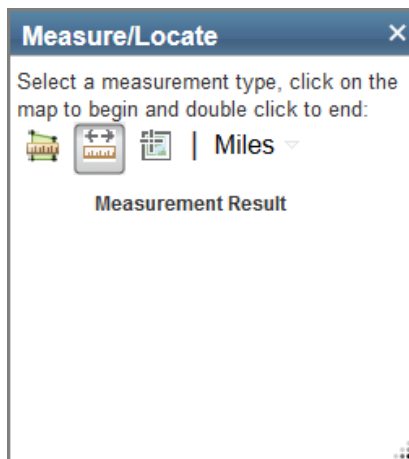 Measure/Locate
Select a measurement type, click on the
map to begin and double click to end:
| Miles
Measurement Result